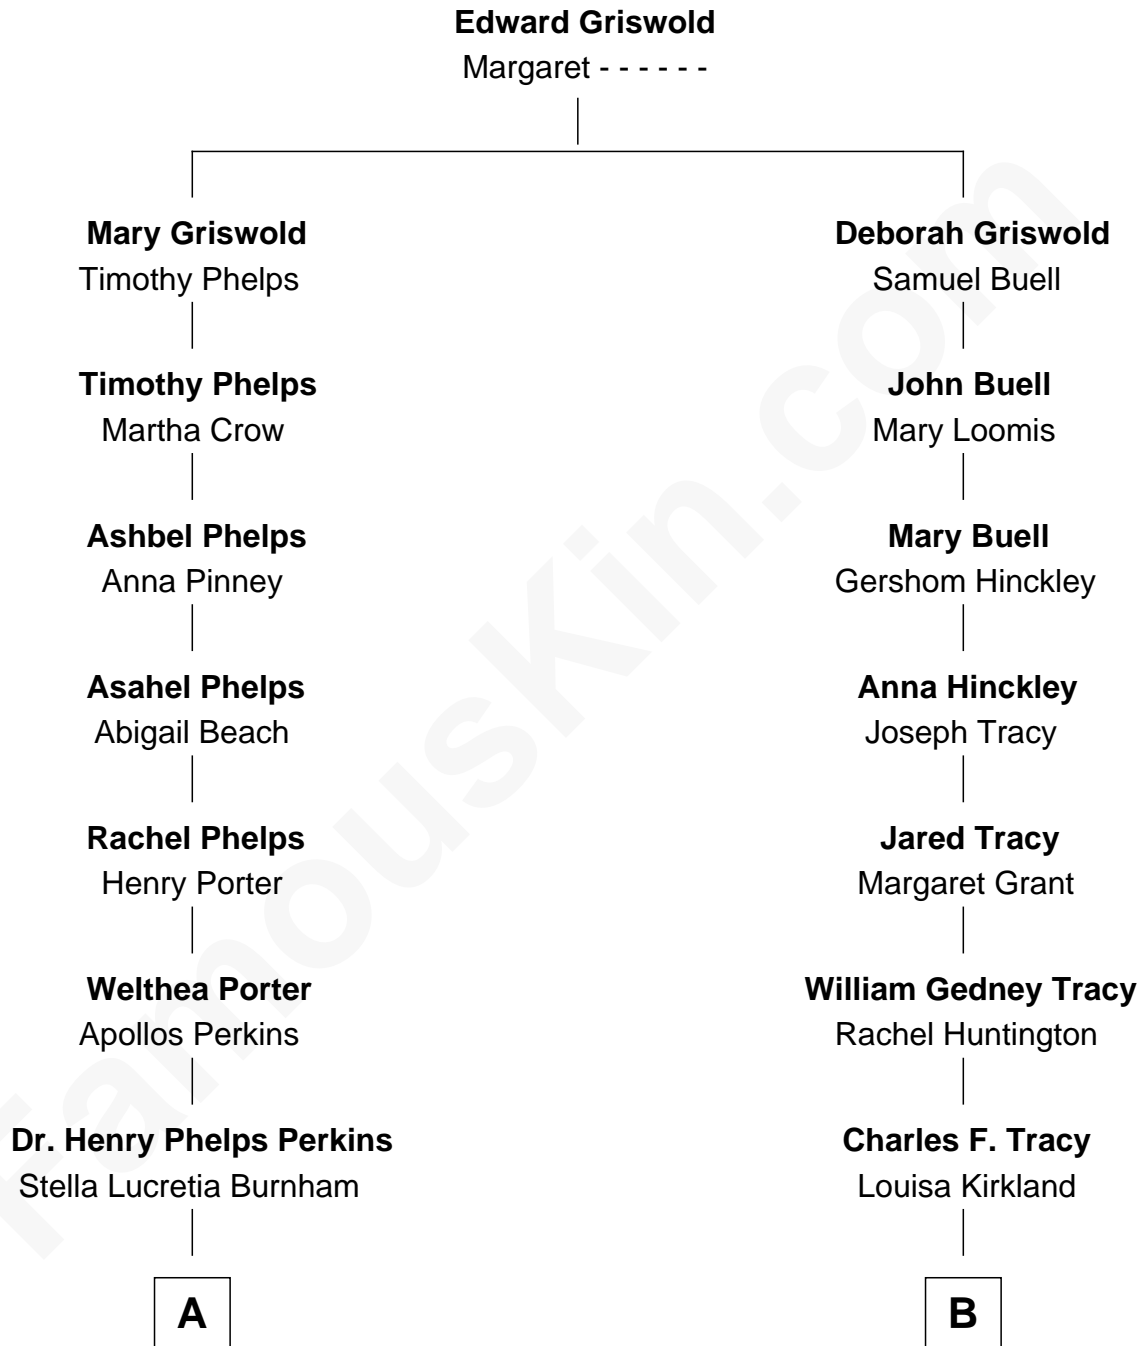 Edward Griswold
Margaret - - - - - -
Mary Griswold
Timothy Phelps
Deborah Griswold
Samuel Buell
Timothy Phelps
Martha Crow
John Buell
Mary Loomis
Ashbel Phelps
Anna Pinney
Mary Buell
Gershom Hinckley
Asahel Phelps
Abigail Beach
Anna Hinckley
Joseph Tracy
Rachel Phelps
Henry Porter
Jared Tracy
Margaret Grant
Welthea Porter
Apollos Perkins
William Gedney Tracy
Rachel Huntington
Dr. Henry Phelps Perkins
Stella Lucretia Burnham
Charles F. Tracy
Louisa Kirkland
A
B
FamousKin.com